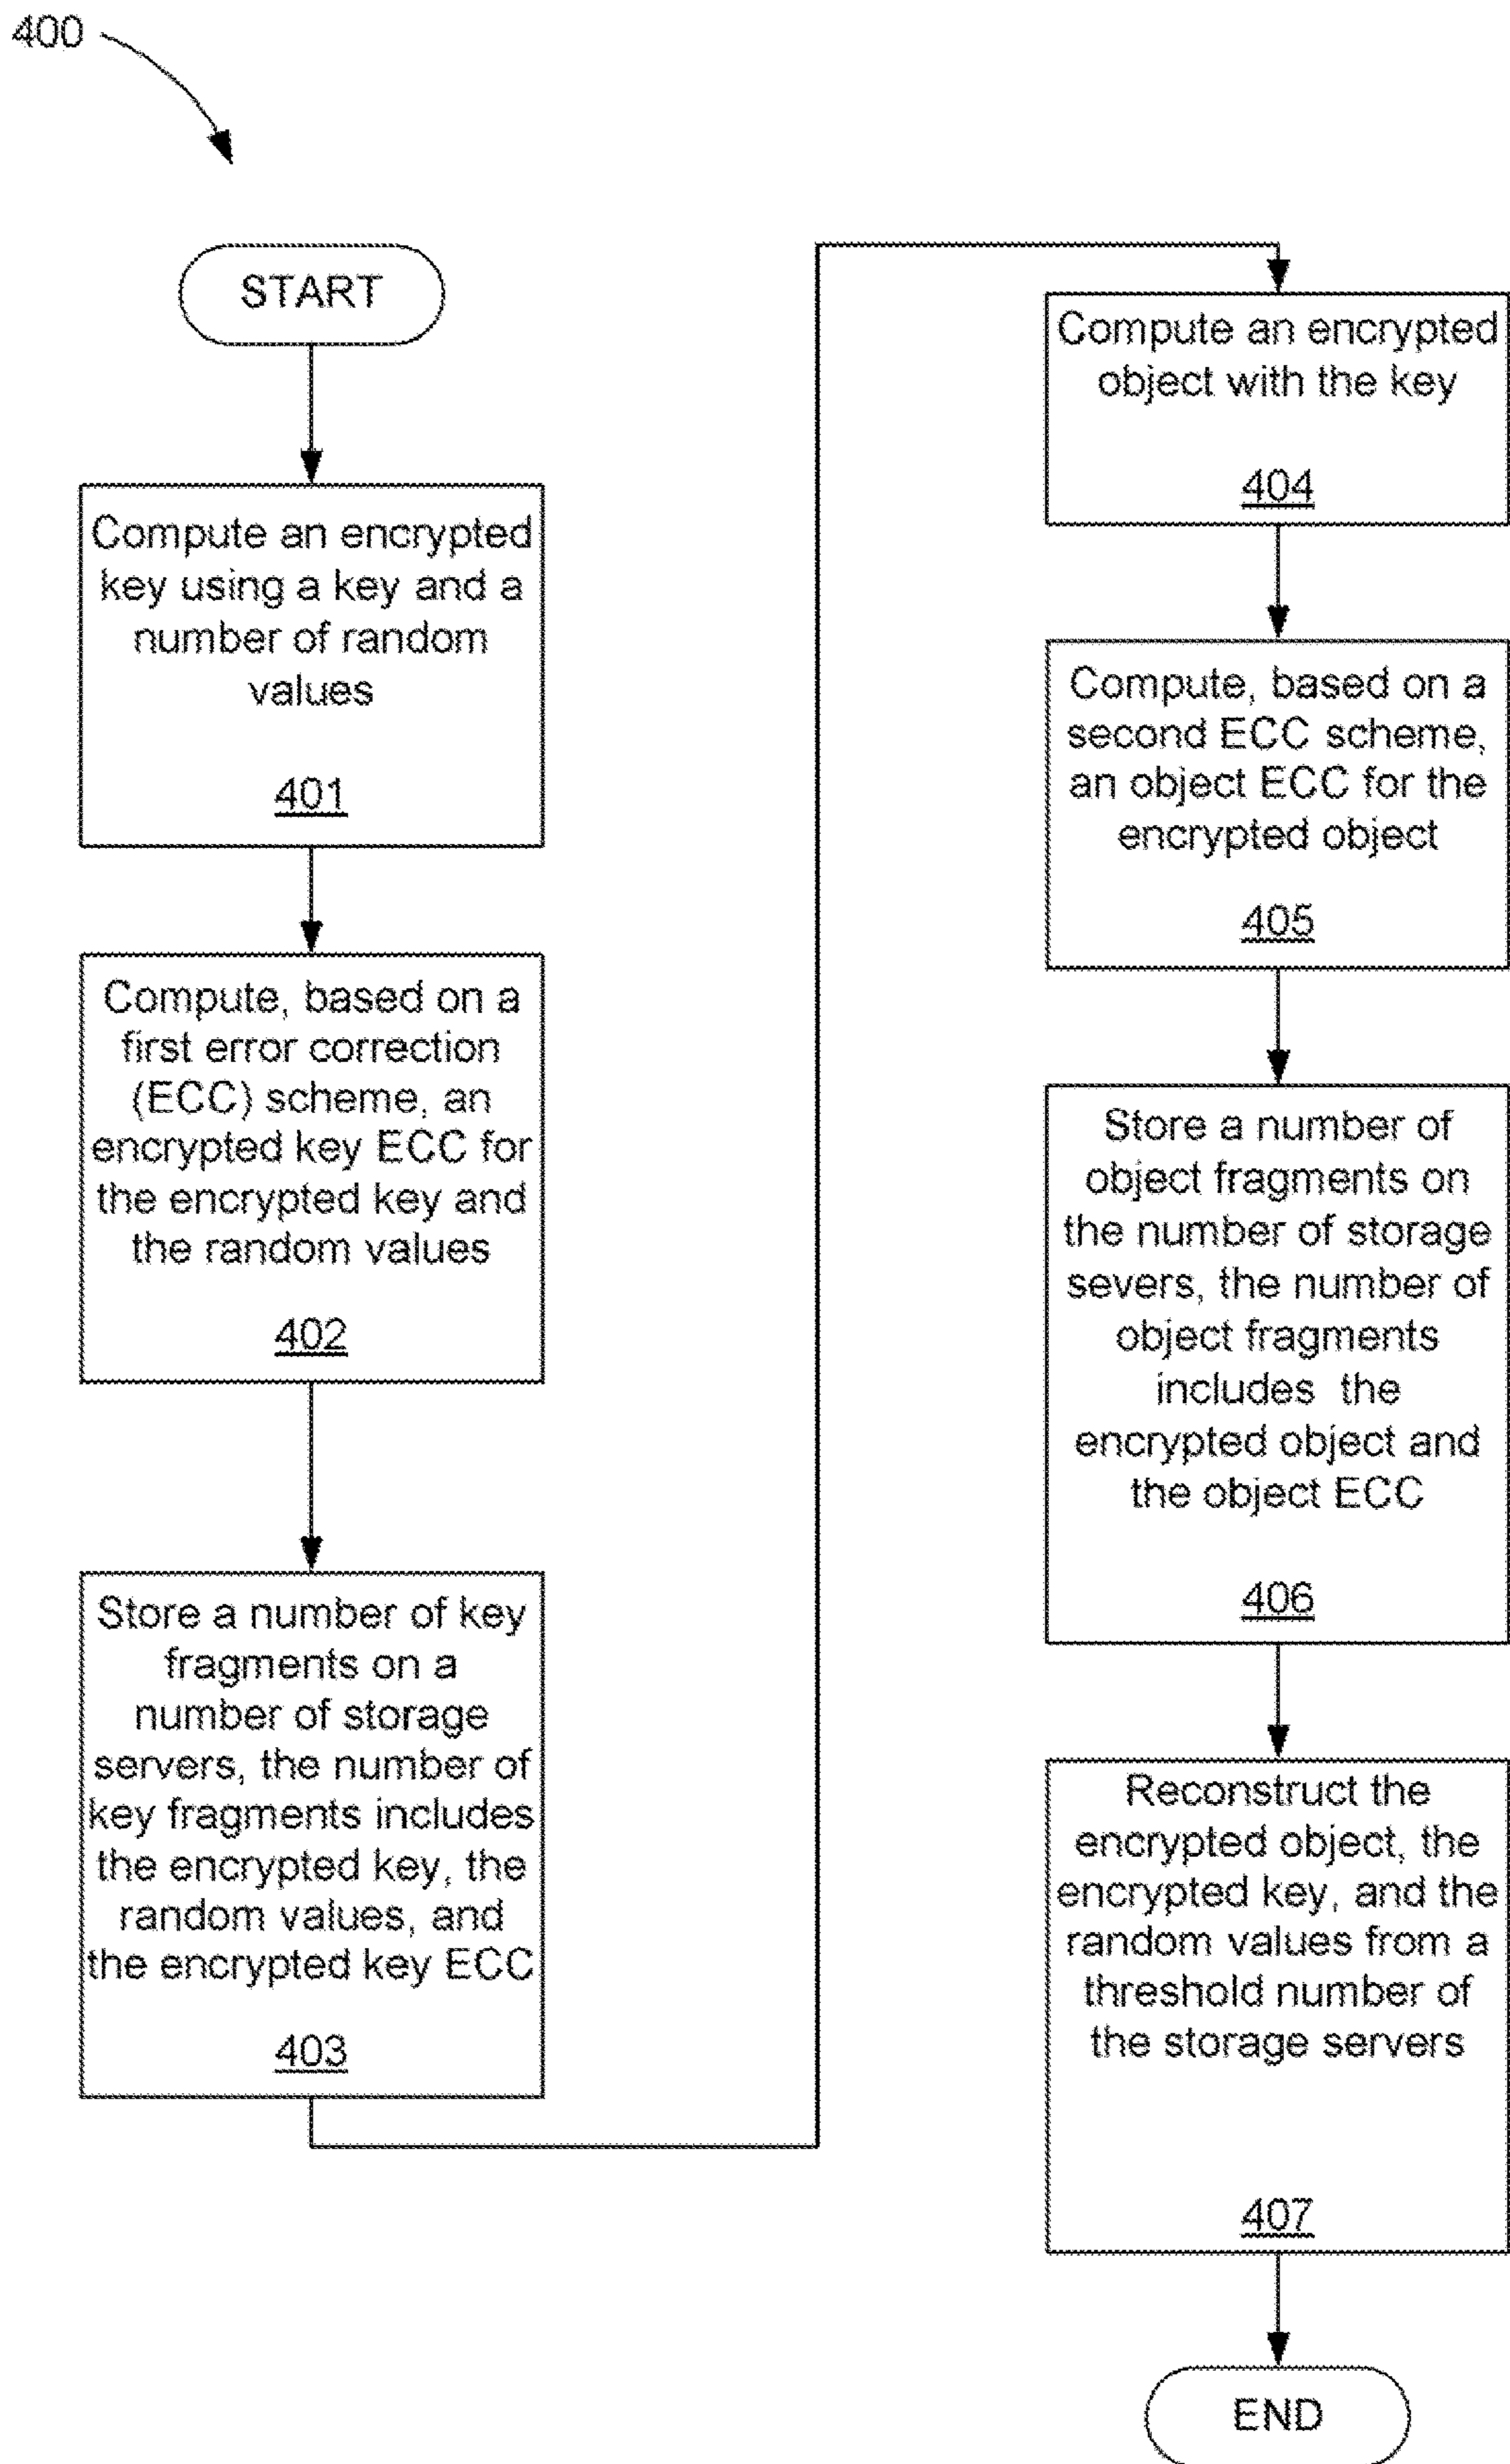 400
START
Compute an encrypted
key using a key and a
number of random
values
401
Compute, based on a
first error correction
(ECC) scheme, an
encrypted key ECC for
the encrypted key and
the random values
402
Store a number of key
fragments on a
number of storage
servers, the number of
key fragments includes
the encrypted key, the
random values, and
the encrypted key ECC
403
Compute an encrypted
object with the key
404
Compute, based on a
second ECC scheme,
an object ECC for the
encrypted object
405
Store a number of
object fragments on
the number of storage
severs, the number of
object fragments
includes the
encrypted object and
the object ECC
406
Reconstruct the
encrypted object, the
encrypted key, and the
random values from a
threshold number of
the storage servers
407
END